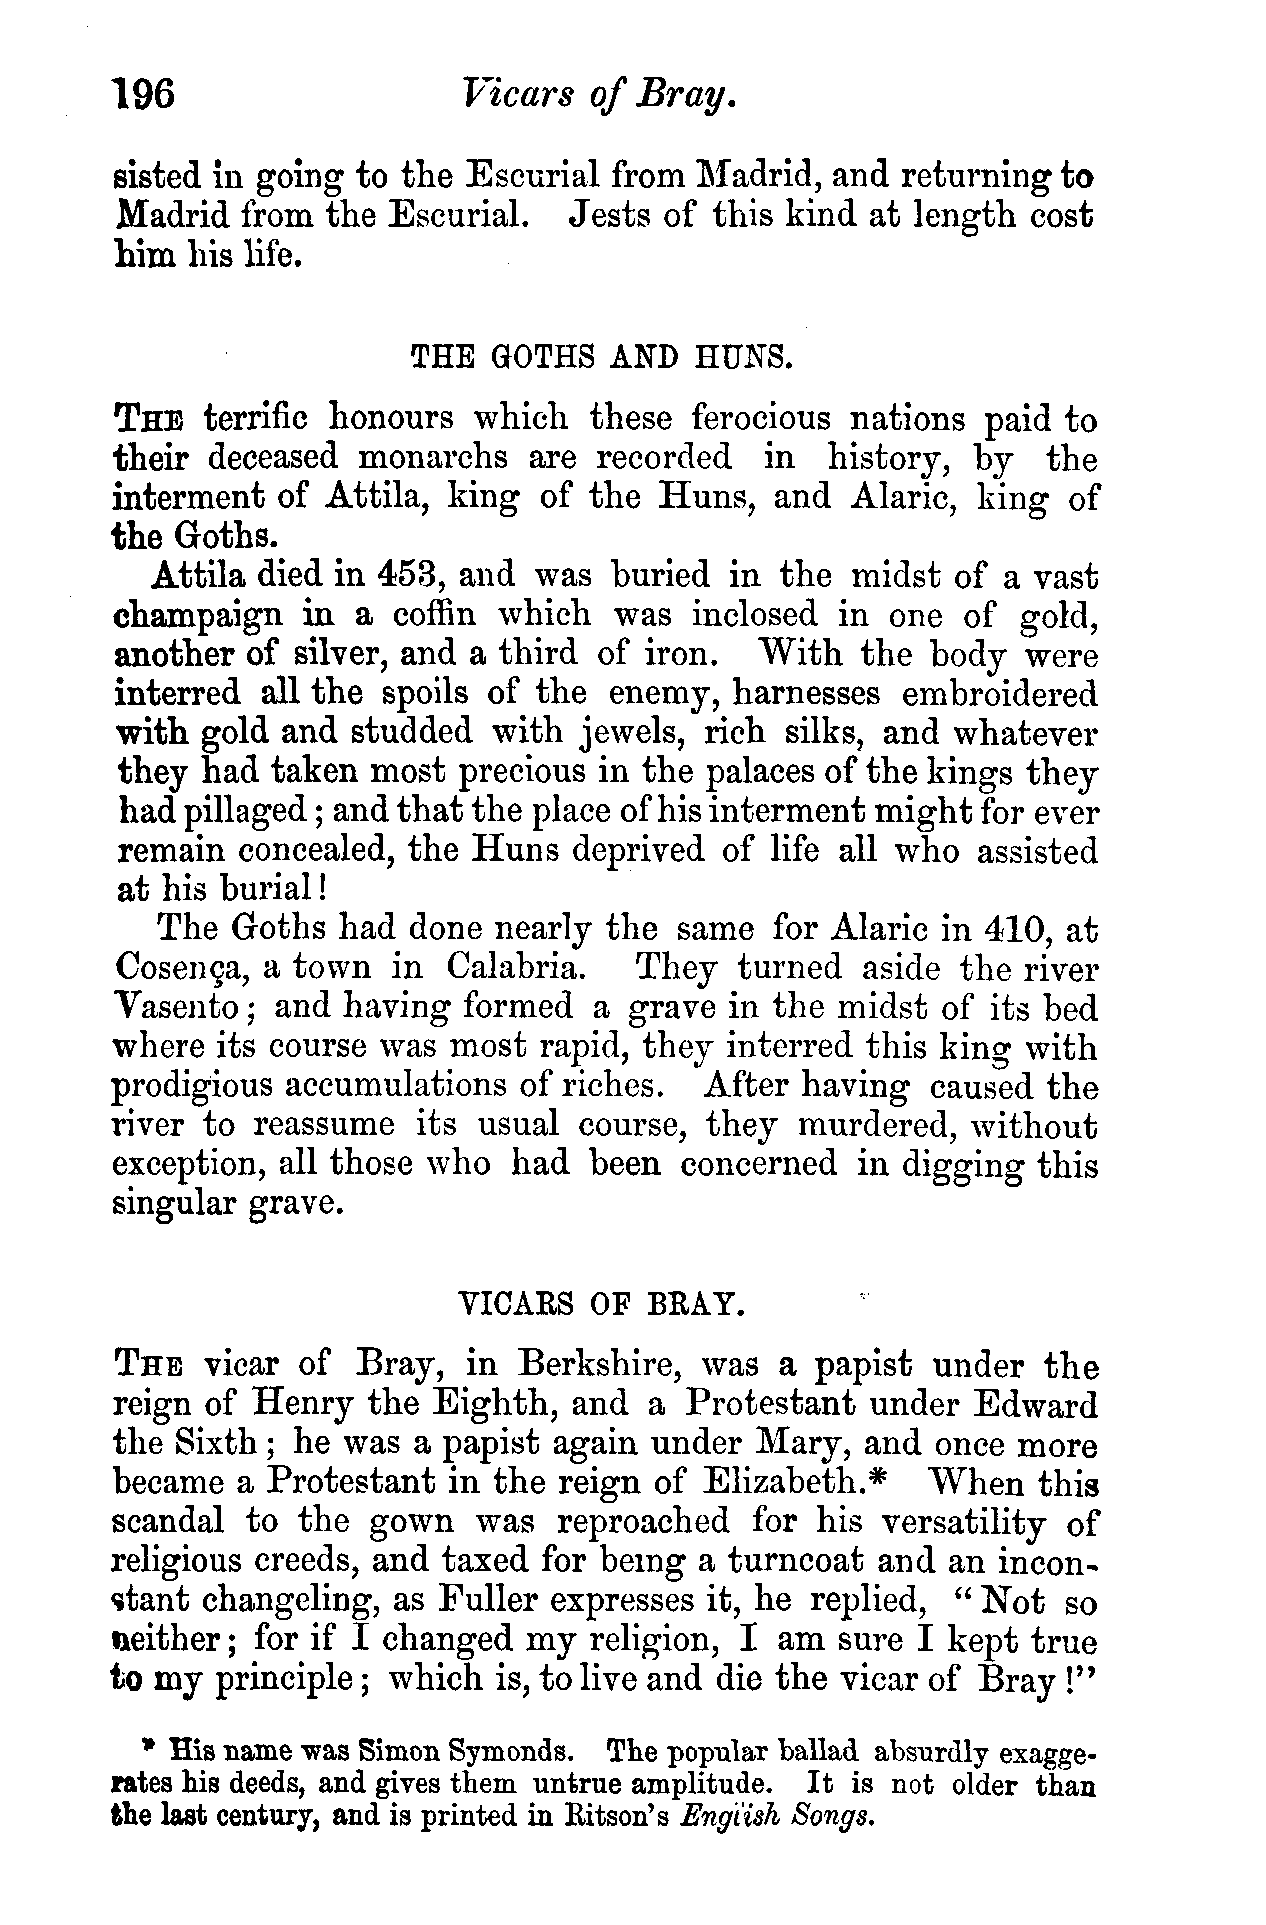 196 Vicars of Bray.
sisted in going to the Escurial from Madrid, and returning to
Madrid from the Escurial. Jests of this kind at length cost
him his life.
THE GOTHS AND HUNS.
THE terrific honours which these ferocious nations paid to
their deceased monarchs are recorded in history, by the
interment of Attila, king of the Huns, and Alaric, king of
the Goths.
Attila died in 453, and was buried in the midst of a vast
champaign in a coffin which was inclosed in one of gold,
another of silver, and a third of iron. With the body were
interred all the spoils of the enemy, harnesses embroidered
with gold and studded with jewels, rich silks, and whatever
they had taken most precious in the palaces of the kings they
had pillaged; and that the place of his interment might for ever
remain concealed, the Huns deprived of life all who assisted
at his burial!
The Goths had done nearly the same for Alaric in 410, at
Cosença, a town in Calabria. They turned aside the river
Vasento; and having formed a grave in the midst of its bed
where its course was most rapid, they interred this king with
prodigious accumulations of riches. After having caused the
river to reassume its usual course, they murdered, without
exception, all those who had been concerned in digging this
singular grave.
VICARS OF BRAY.
THE vicar of Bray, in Berkshire, was a papist under the
reign of Henry the Eighth, and a Protestant under Edward
the Sixth; he was a papist again under Mary, and once more
became a Protestant in the reign of Elizabeth.* When this
scandal to the gown was reproached for his versatility of
religious creeds, and taxed for being a turncoat and an incon-
stant changeling, as Fuller expresses it, he replied, "Not so
neither; for if I changed my religion, I am sure I kept true
to my principle; which is, to live and die the vicar of Bray!"
* His name was Simon Symonds. The popular ballad absurdly exagge-
rates his deeds, and gives them untrue amplitude. It is not older than
the last century, and is printed in Ritson's English Songs.